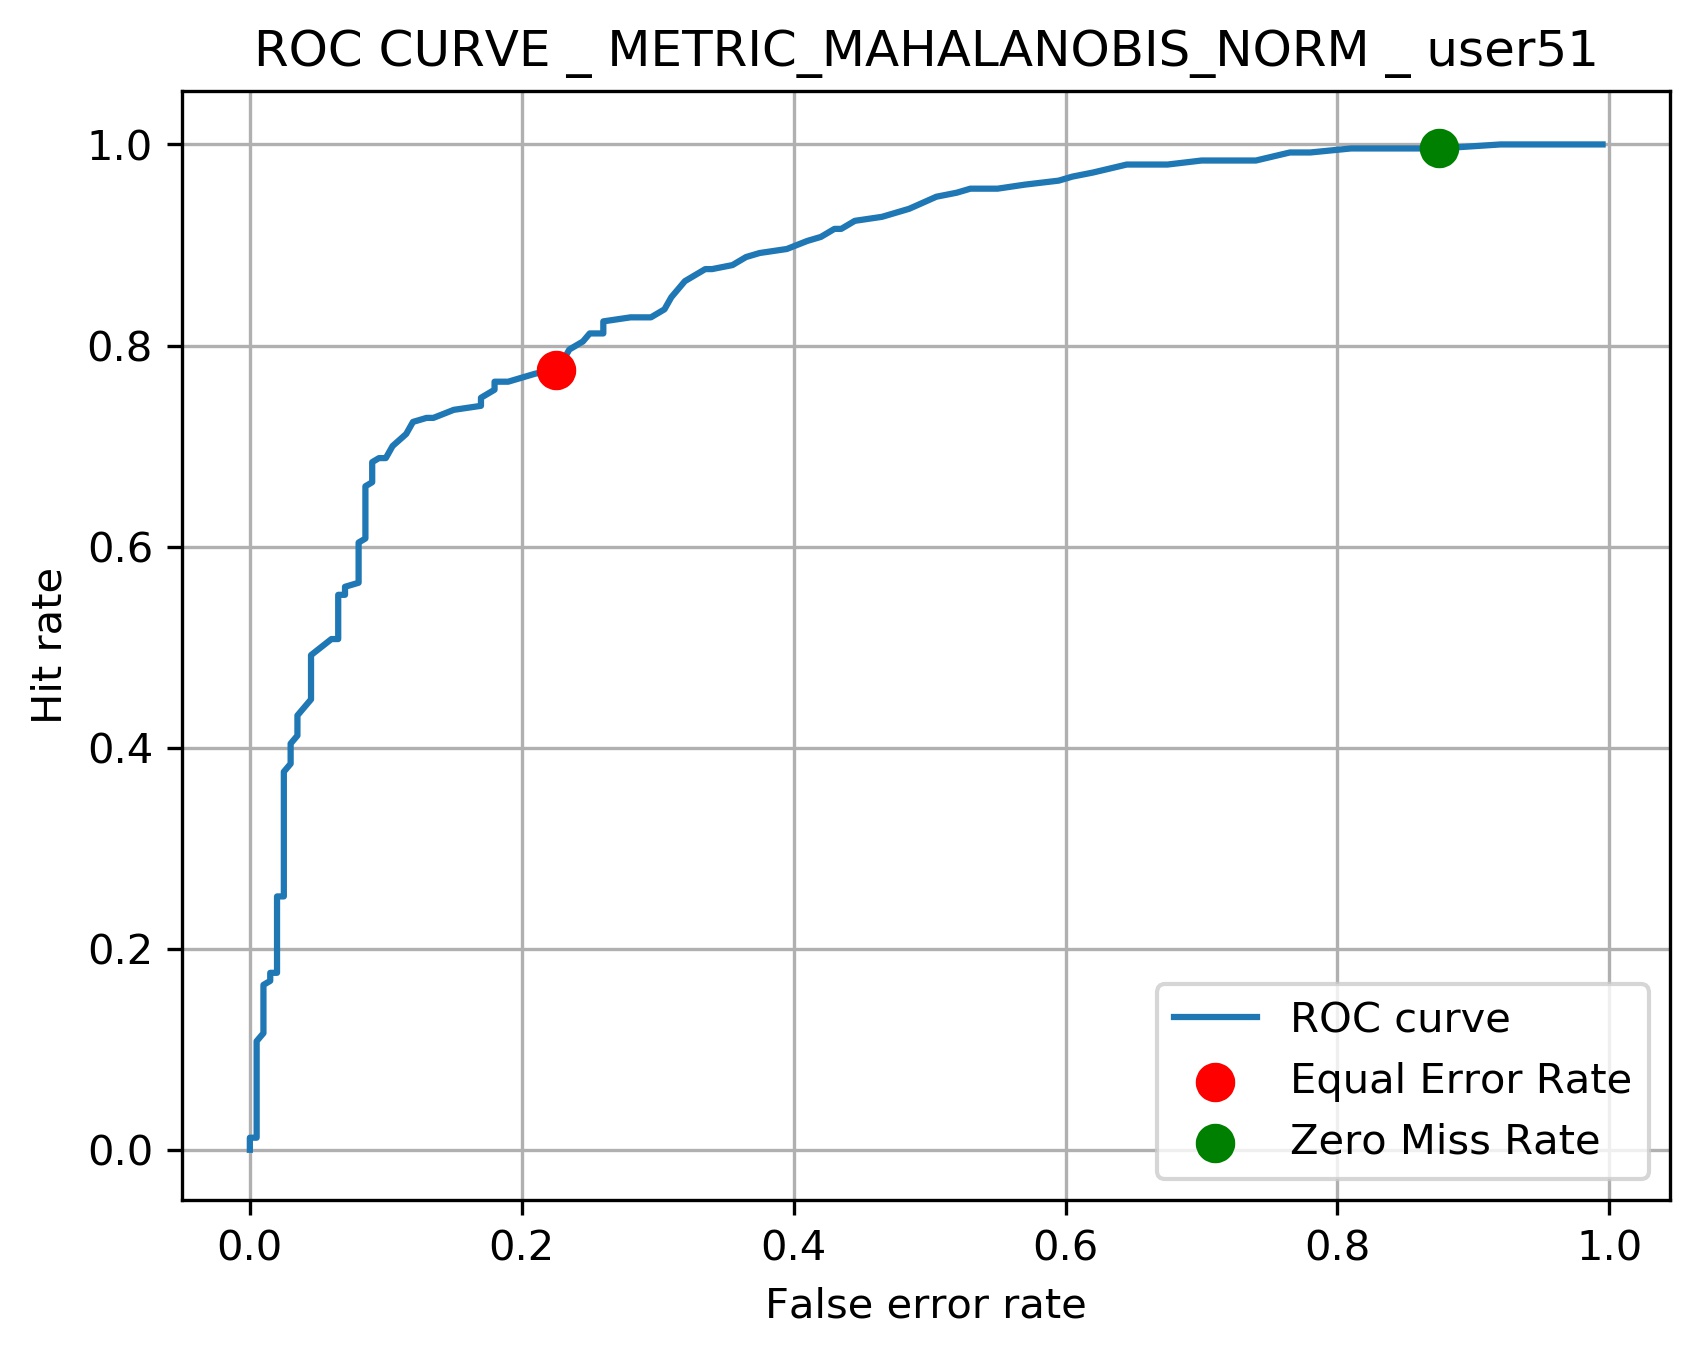 ROC CURVE _ METRIC_MAHALANOBIS_NORM _ user51
1.0
0.8
0.6
0.4
0.2
0.0
Hit rate
ROC curve
Equal Error Rate
Zero Miss Rate
0.0 0.2 0.4 0.6 0.8 1.0
False error rate